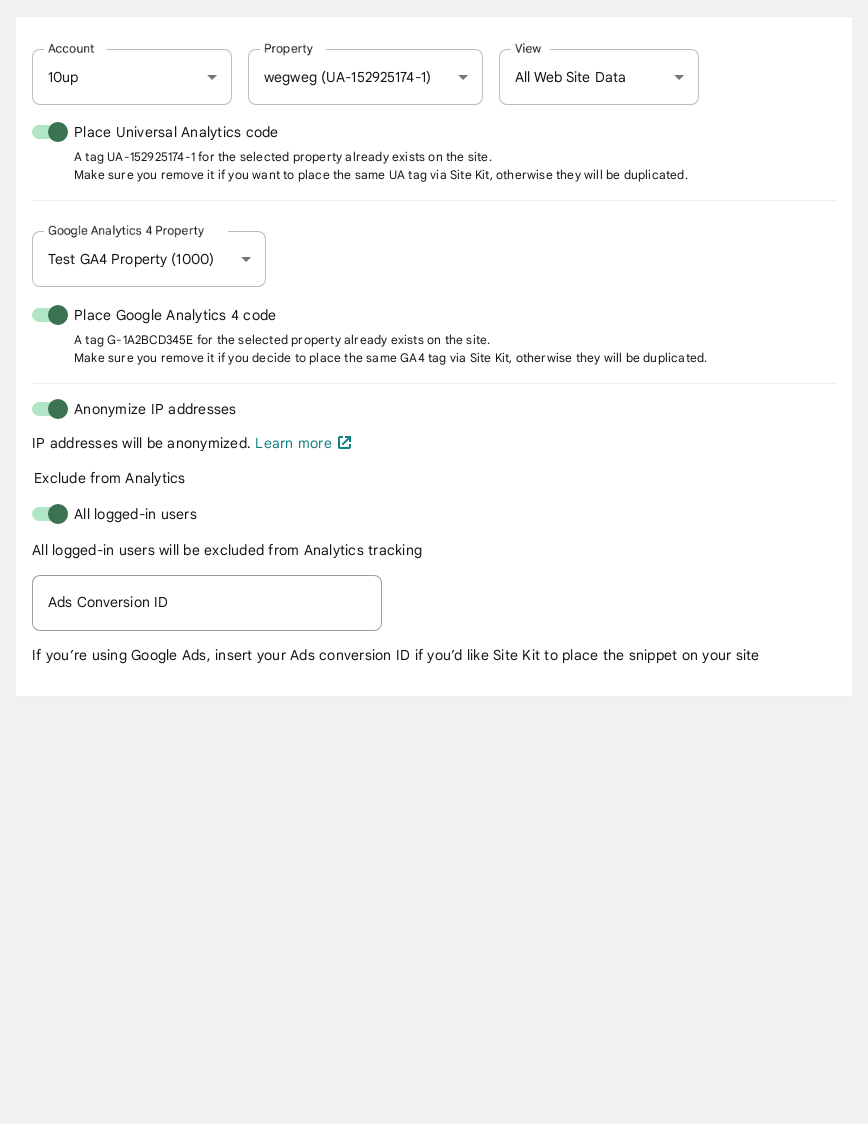 Account
Property
View
10up
wegweg (UA-152925174-1)
All Web Site Data
Place Universal Analytics code
A tag UA-152925174-1 for the selected property already exists on the site.
Make sure you remove it if you want to place the same UA tag via Site Kit, otherwise they will be duplicated.
Google Analytics 4 Property
Test GA4 Property (1000)
Place Google Analytics 4 code
A tag G-1A2BCD345E for the selected property already exists on the site.
Make sure you remove it if you decide to place the same GA4 tag via Site Kit, otherwise they will be duplicated.
Anonymize IP addresses
IP addresses will be anonymized. Learn more
Exclude from Analytics
All logged-in users
All logged-in users will be excluded from Analytics tracking
Ads Conversion ID
If you’re using Google Ads, insert your Ads conversion ID if you’d like Site Kit to place the snippet on your site